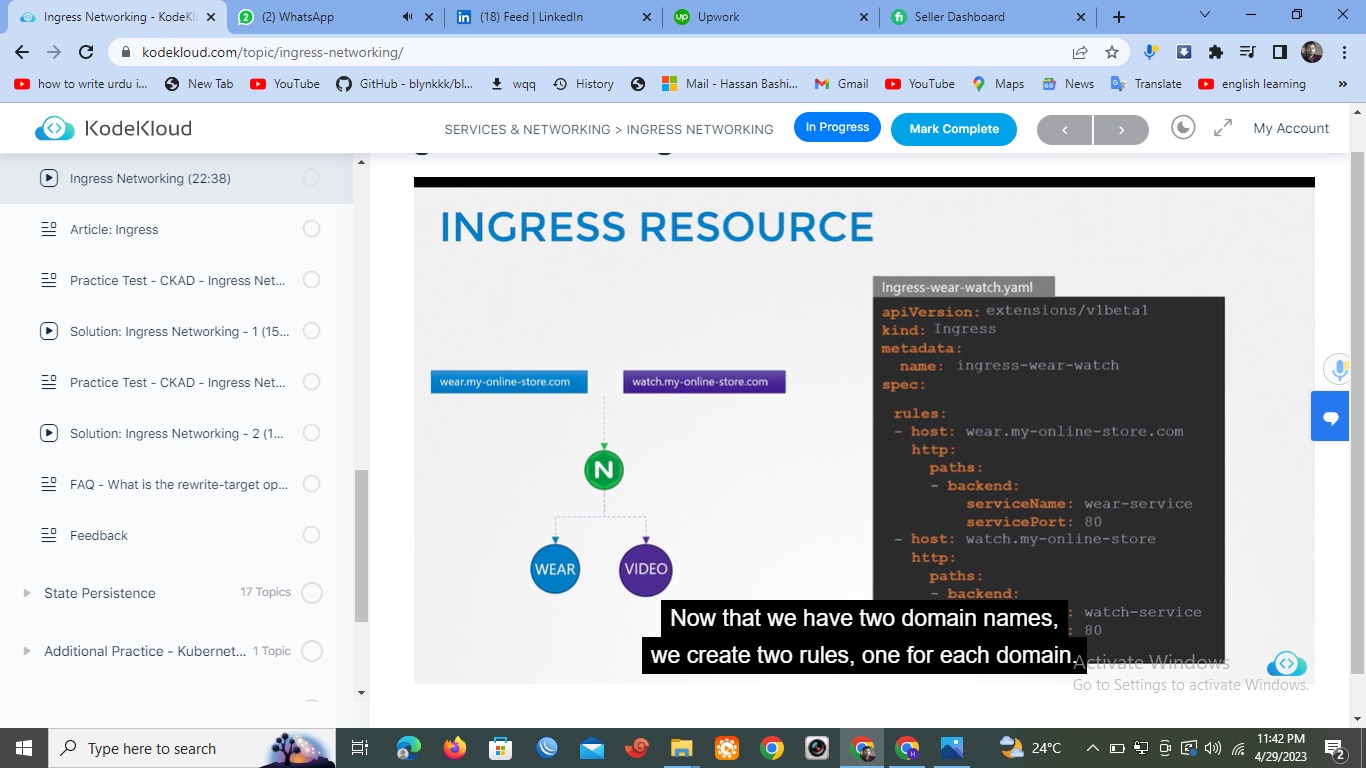 Ingress Networking - KodeKl
(2) WhatsApp
(18) Feed | LinkedIn
Upwork
Seller Dashboard
kodekloud.com/topic/ingress-networking/
how to write urdu i...
New Tab
YouTube
GitHub - blynkkk/bl...
wqq
History
Mail - Hassan Bashi...
Gmail
YouTube
Maps
News
Translate
english learning
»
KodeKloud
SERVICES & NETWORKING > INGRESS NETWORKING
In Progress
Mark Complete
My Account
Ingress Networking (22:38)
Article: Ingress
Practice Test - CKAD - Ingress Net...
Solution: Ingress Networking - 1 (15...
Practice Test - CKAD - Ingress Net...
Solution: Ingress Networking - 2 (1...
FAQ - What is the rewrite-target op...
Feedback
State Persistence 17 Topics
Additional Practice - Kubernet... 1 Topic
INGRESS RESOURCE
wear.my-online-store.com
watch.my-online-store.com
N
WEAR
VIDEO
Ingress-wear-watch.yaml
apiVersion: extensions/v1beta1
kind: Ingress
metadata:
name: ingress-wear-watch
spec:
rules:
- host: wear.my-online-store.com
http:
paths:
- backend:
serviceName: wear-service
servicePort: 80
- host: watch.my-online-store
http:
paths:
- backend:
: watch-service
: 80
Now that we have two domain names,
we create two rules, one for each domain.
Activate Windows
Go to Settings to activate Windows.
Type here to search
24°C
11:42 PM
4/29/2023
2